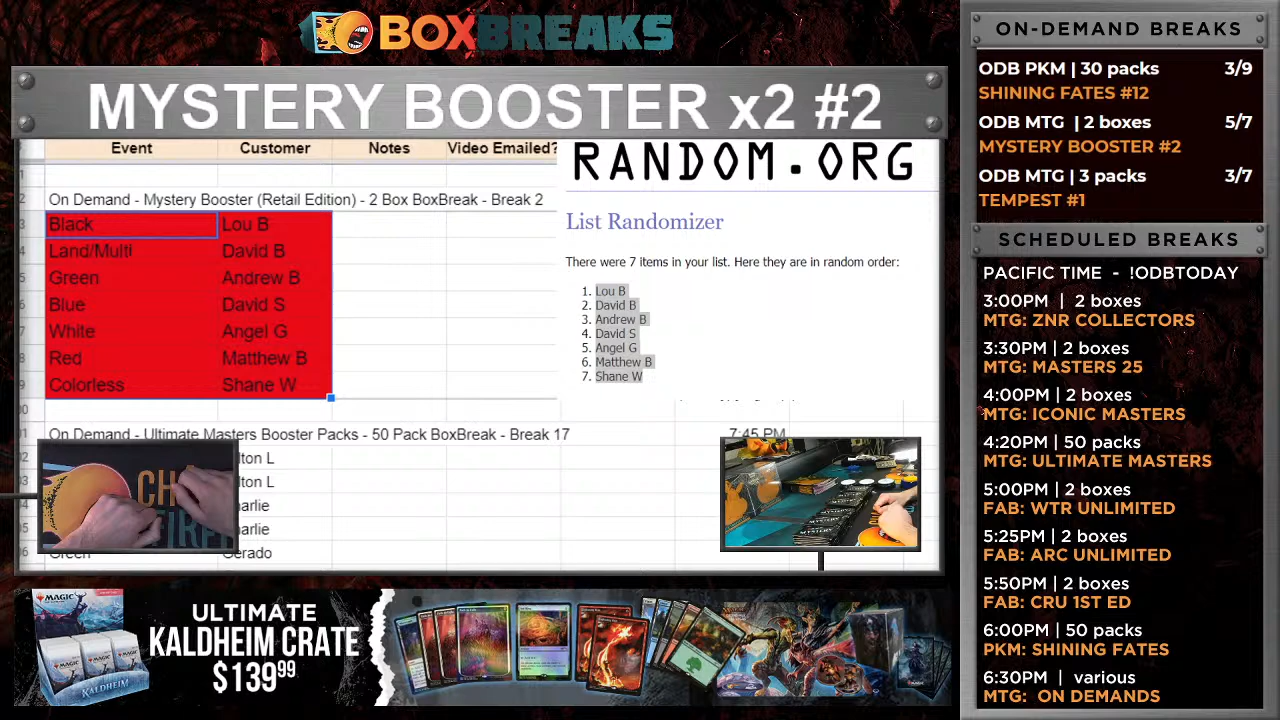 BOXBREAKS
MYSTERY BOOSTER x2 #2
Event Customer Notes Video Emailed?
On Demand - Mystery Booster (Retail Edition) - 2 Box BoxBreak - Break 2
Black Lou B
Land/Multi David B
Green Andrew B
Blue David S
White Angel G
Red Matthew B
Colorless Shane W
On Demand - Ultimate Masters Booster Packs - 50 Pack BoxBreak - Break 17 7:45 PM
lton L
lton L
arlie
arlie
Green Gerado
RANDOM.ORG
List Randomizer
There were 7 items in your list. Here they are in random order:
1. Lou B
2. David B
3. Andrew B
4. David S
5. Angel G
6. Matthew B
7. Shane W
MAGIC
KALDHEIM
ULTIMATE
KALDHEIM CRATE
$139.99
ON-DEMAND BREAKS
ODB PKM | 30 packs 3/9
SHINING FATES #12
ODB MTG | 2 boxes 5/7
MYSTERY BOOSTER #2
ODB MTG | 3 packs 3/7
TEMPEST #1
SCHEDULED BREAKS
PACIFIC TIME - !ODBTODAY
3:00PM | 2 boxes
MTG: ZNR COLLECTORS
3:30PM | 2 boxes
MTG: MASTERS 25
4:00PM | 2 boxes
MTG: ICONIC MASTERS
4:20PM | 50 packs
MTG: ULTIMATE MASTERS
5:00PM | 2 boxes
FAB: WTR UNLIMITED
5:25PM | 2 boxes
FAB: ARC UNLIMITED
5:50PM | 2 boxes
FAB: CRU 1ST ED
6:00PM | 50 packs
PKM: SHINING FATES
6:30PM | various
MTG: ON DEMANDS